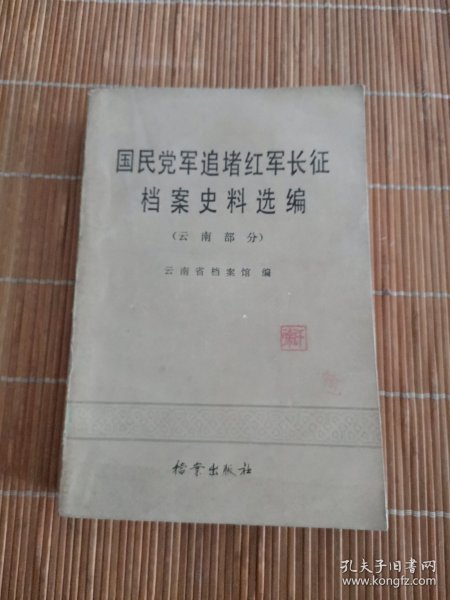 国民党军追堵红军长征
档案史料选编
（云南部分）
云南省档案馆 编
档案出版社
孔夫子旧书网
www.kongfz.com